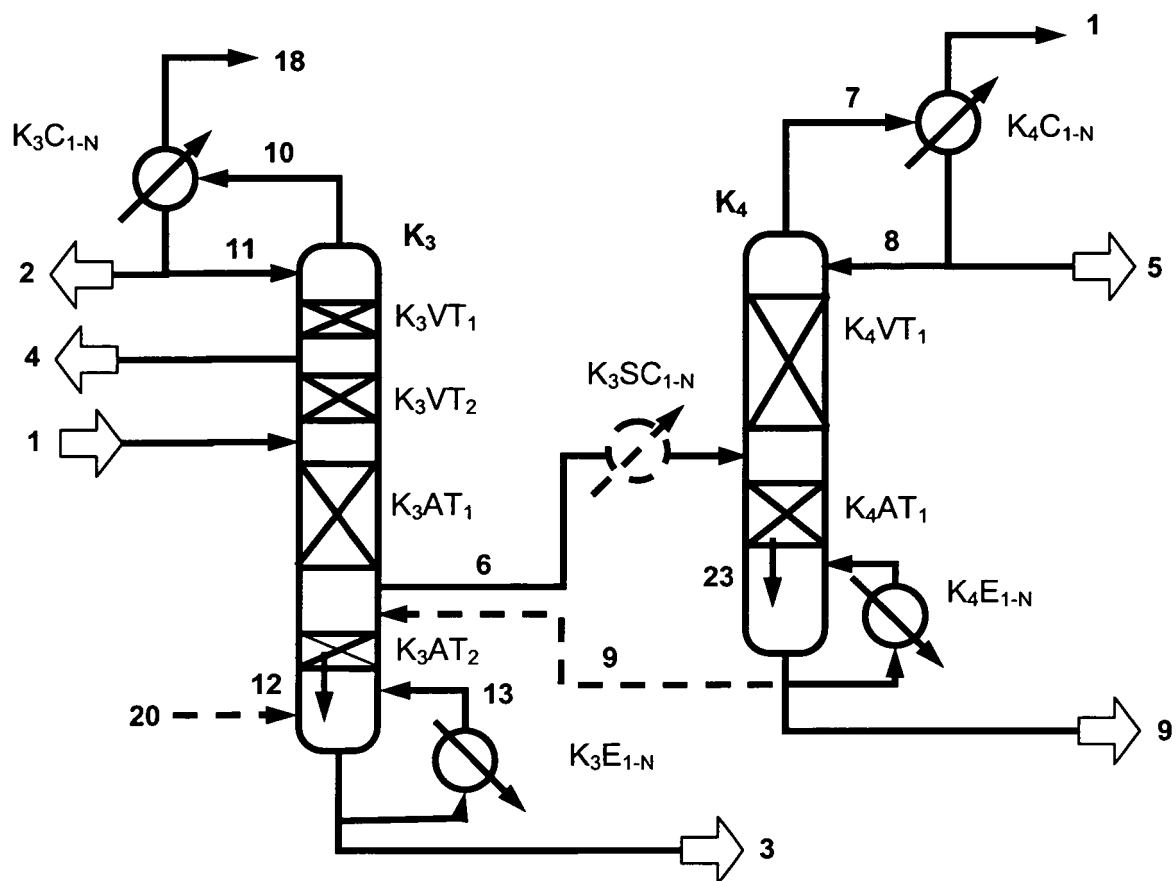 1
18
7
K₃C₁₋N
K₄C₁₋N
10
K₄
K₃
11
8
2
5
K₃VT₁
K₄VT₁
4
K₃SC₁₋N
K₃VT₂
1
K₃AT₁
K₄AT₁
6
23
K₄E₁₋N
K₃AT₂
9
12
13
20
9
K₃E₁₋N
3